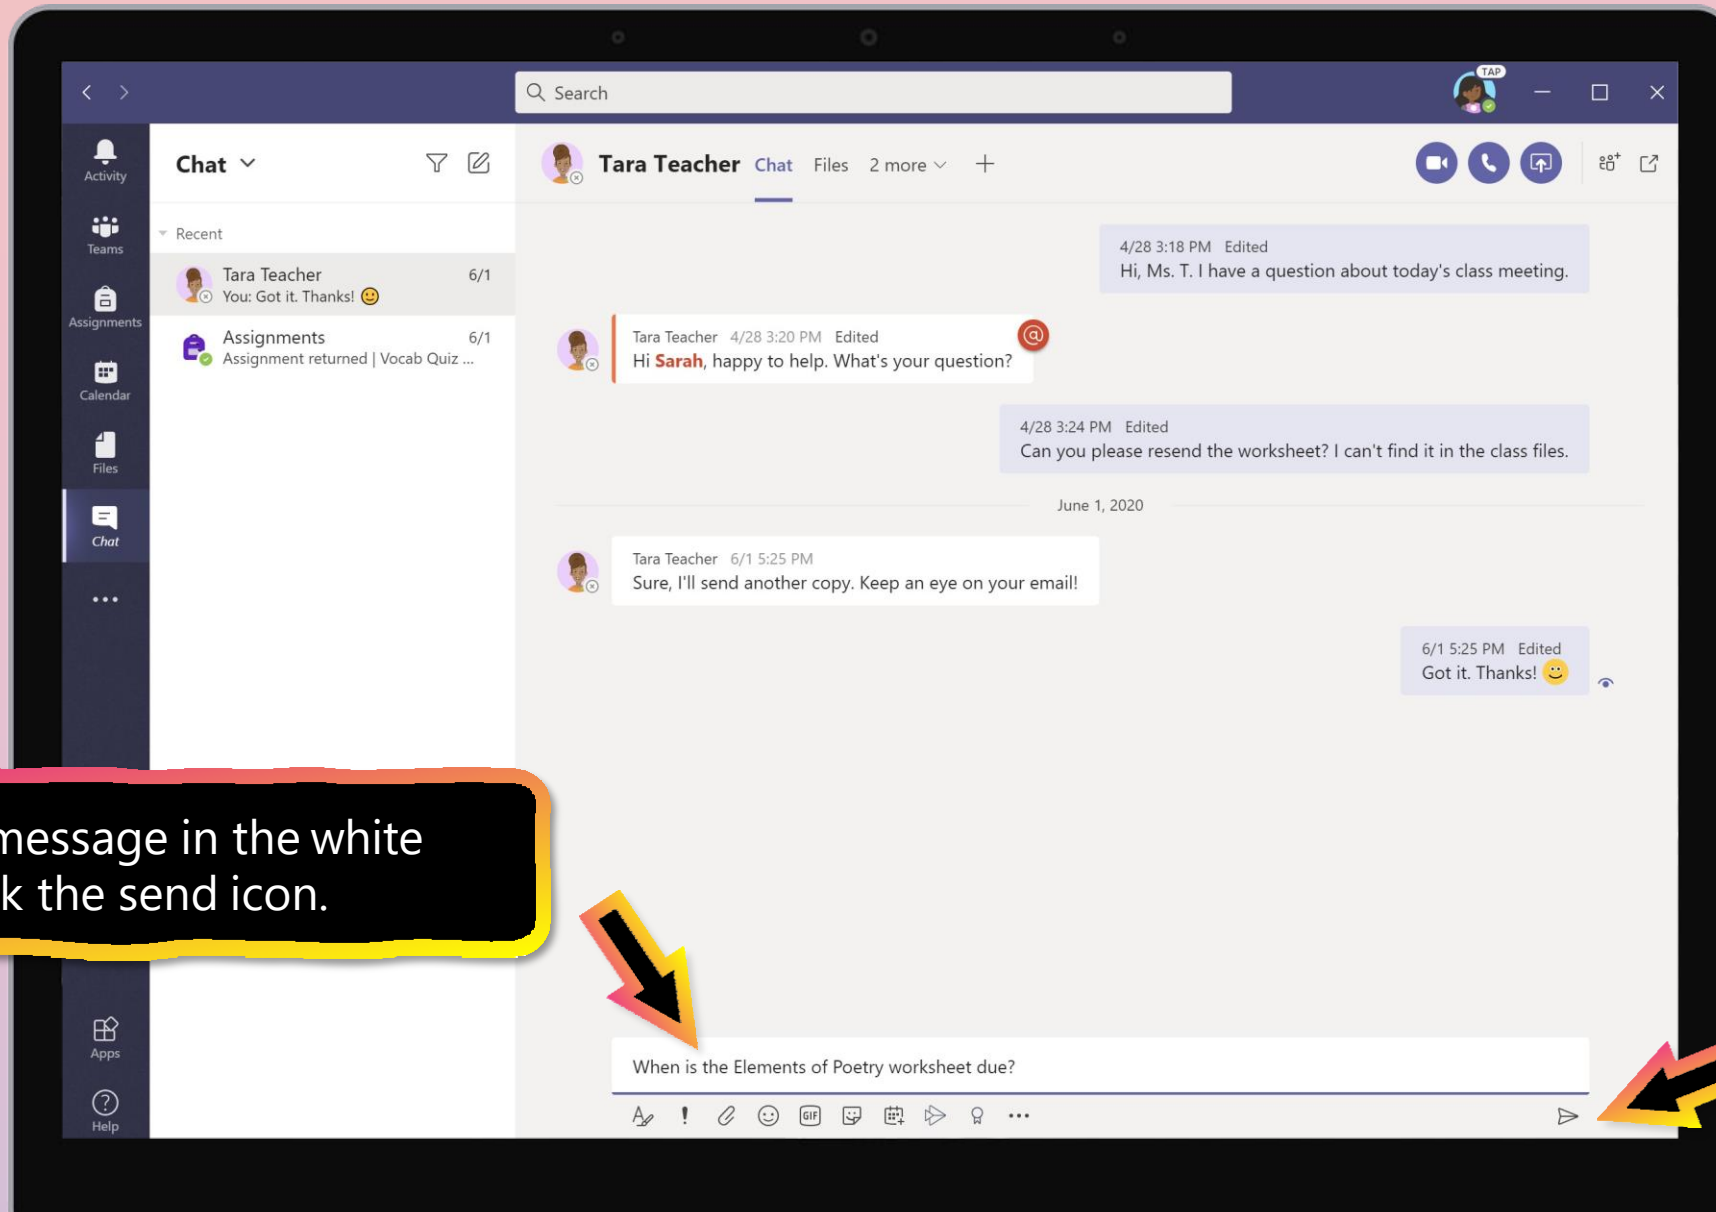 TAP
Search
Activity
Teams
Assignments
Calendar
Files
Chat
Apps
Help
Chat
Recent
Tara Teacher 6/1
You: Got it. Thanks!
Assignments 6/1
Assignment returned | Vocab Quiz ...
Tara Teacher Chat Files 2 more
4/28 3:18 PM Edited
Hi, Ms. T. I have a question about today's class meeting.
Tara Teacher 4/28 3:20 PM Edited
@
Hi Sarah, happy to help. What's your question?
4/28 3:24 PM Edited
Can you please resend the worksheet? I can't find it in the class files.
June 1, 2020
Tara Teacher 6/1 5:25 PM
Sure, I'll send another copy. Keep an eye on your email!
6/1 5:25 PM Edited
Got it. Thanks!
message in the white
k the send icon.
When is the Elements of Poetry worksheet due?
GIF